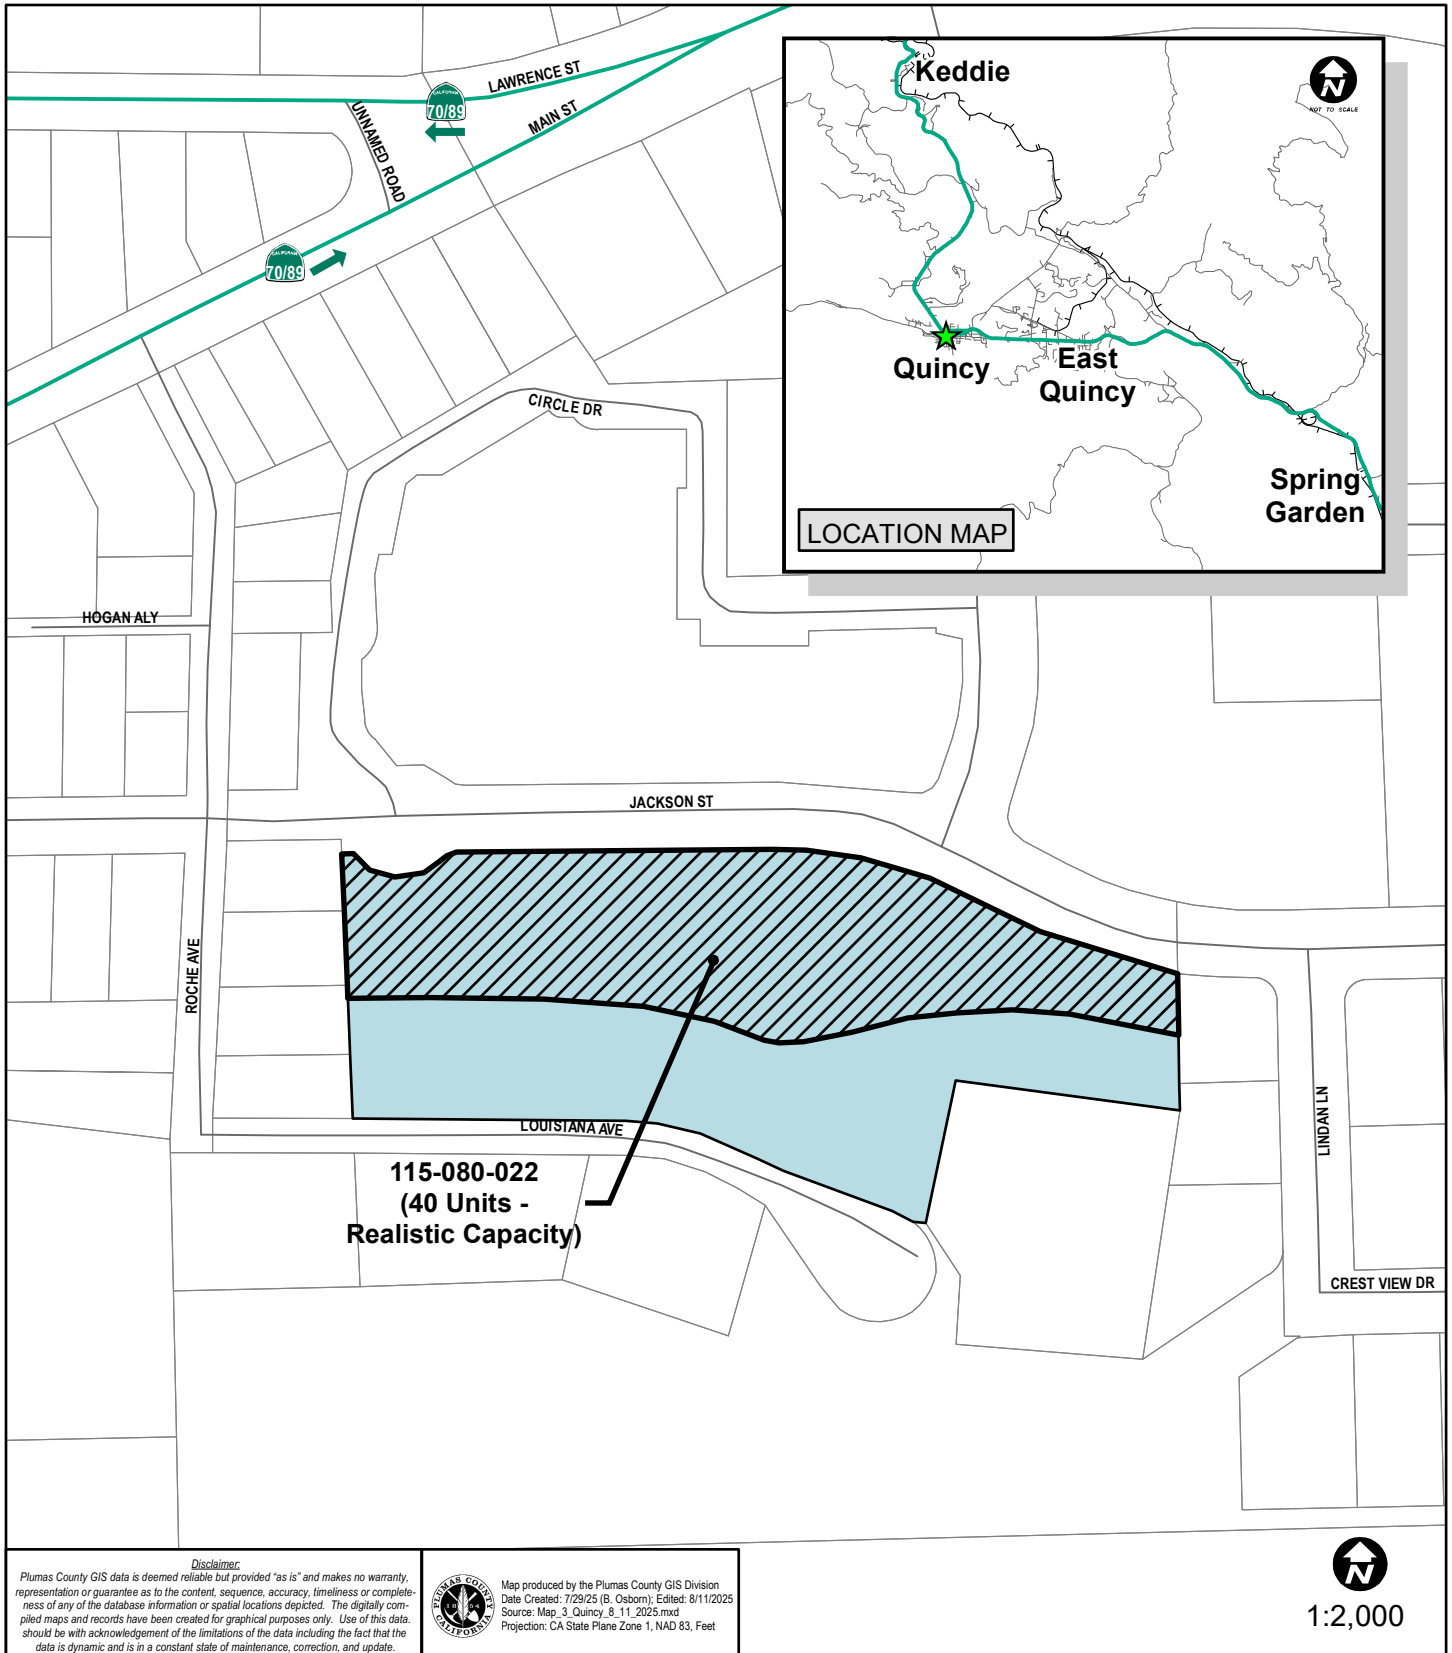 LAWRENCE ST
CALIFORNIA
70/89
UNNAMED ROAD
MAIN ST
CALIFORNIA
70/89
Keddie
N
NOT TO SCALE
Quincy
East
Quincy
Spring
Garden
LOCATION MAP
CIRCLE DR
HOGAN ALY
JACKSON ST
ROCHE AVE
LOUISIANA AVE
LINDAN LN
115-080-022
(40 Units -
Realistic Capacity)
CREST VIEW DR
Disclaimer:
Plumas County GIS data is deemed reliable but provided "as is" and makes no warranty,
representation or guarantee as to the content, sequence, accuracy, timeliness or complete-
ness of any of the database information or spatial locations depicted. The digitally com-
piled maps and records have been created for graphical purposes only. Use of this data.
should be with acknowledgement of the limitations of the data including the fact that the
data is dynamic and is in a constant state of maintenance, correction, and update.
PLUMAS COUNTY
1854
CALIFORNIA
Map produced by the Plumas County GIS Division
Date Created: 7/29/25 (B. Osborn); Edited: 8/11/2025
Source: Map_3_Quincy_8_11_2025.mxd
Projection: CA State Plane Zone 1, NAD 83, Feet
N
1:2,000